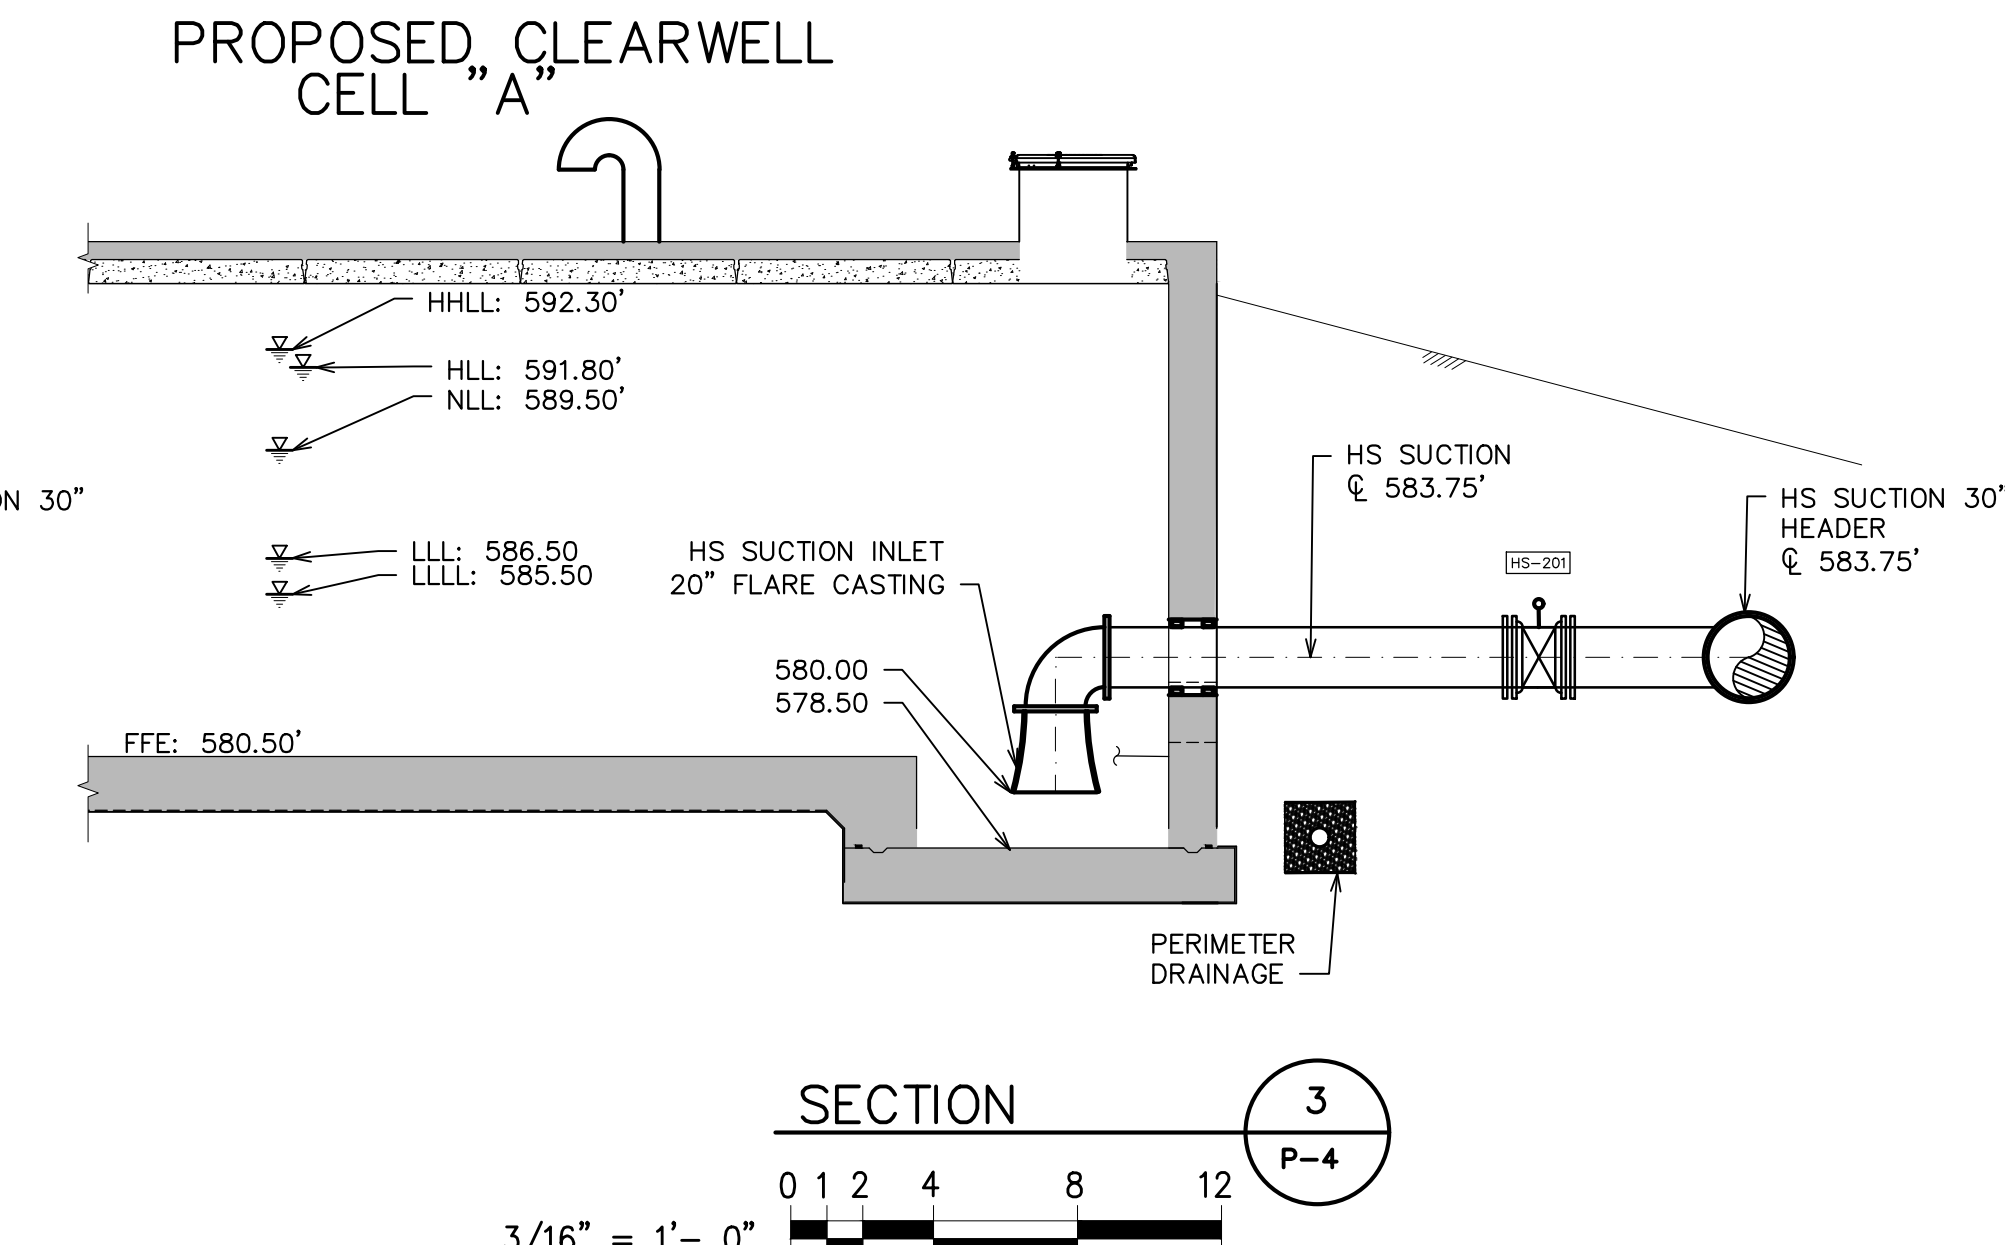 PROPOSED CLEARWELL
CELL "A"
HHLL: 592.30'
HLL: 591.80'
NLL: 589.50'
HS SUCTION
℄ 583.75'
ON 30"
HS SUCTION 30"
HEADER
℄ 583.75'
LLL: 586.50
LLLL: 585.50
HS SUCTION INLET
20" FLARE CASTING
HS-201
580.00
578.50
FFE: 580.50'
PERIMETER
DRAINAGE
SECTION
3
P-4
0 1 2 4 8 12
3/16" = 1'- 0"